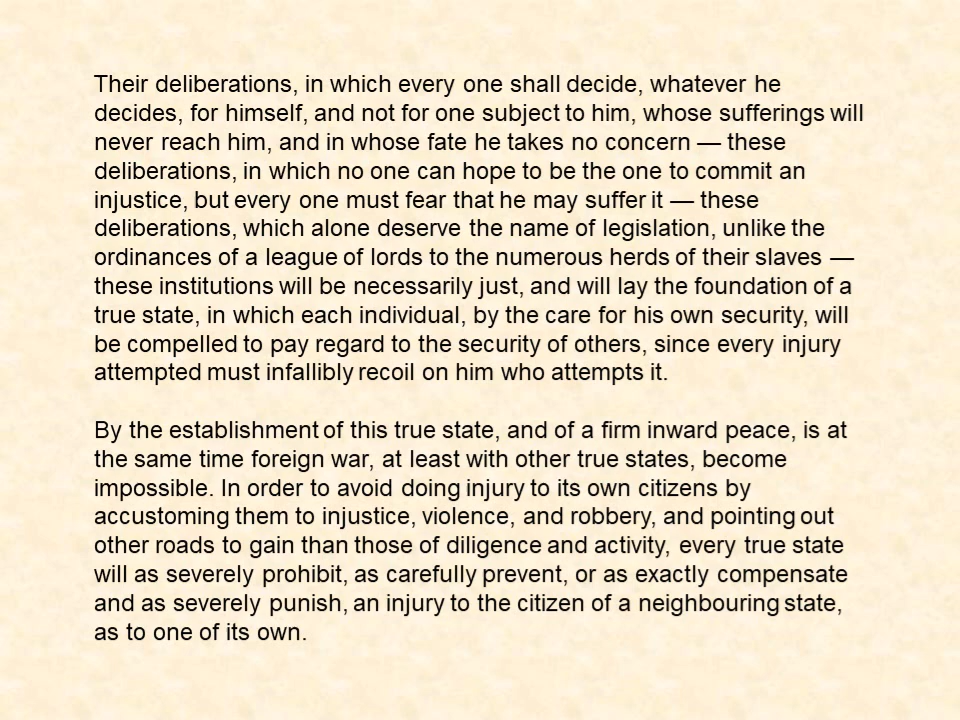 Their deliberations, in which every one shall decide, whatever he
decides, for himself, and not for one subject to him, whose sufferings will
never reach him, and in whose fate he takes no concern — these
deliberations, in which no one can hope to be the one to commit an
injustice, but every one must fear that he may suffer it — these
deliberations, which alone deserve the name of legislation, unlike the
ordinances of a league of lords to the numerous herds of their slaves —
these institutions will be necessarily just, and will lay the foundation of a
true state, in which each individual, by the care for his own security, will
be compelled to pay regard to the security of others, since every injury
attempted must infallibly recoil on him who attempts it.

By the establishment of this true state, and of a firm inward peace, is at
the same time foreign war, at least with other true states, become
impossible. In order to avoid doing injury to its own citizens by
accustoming them to injustice, violence, and robbery, and pointing out
other roads to gain than those of diligence and activity, every true state
will as severely prohibit, as carefully prevent, or as exactly compensate
and as severely punish, an injury to the citizen of a neighbouring state,
as to one of its own.